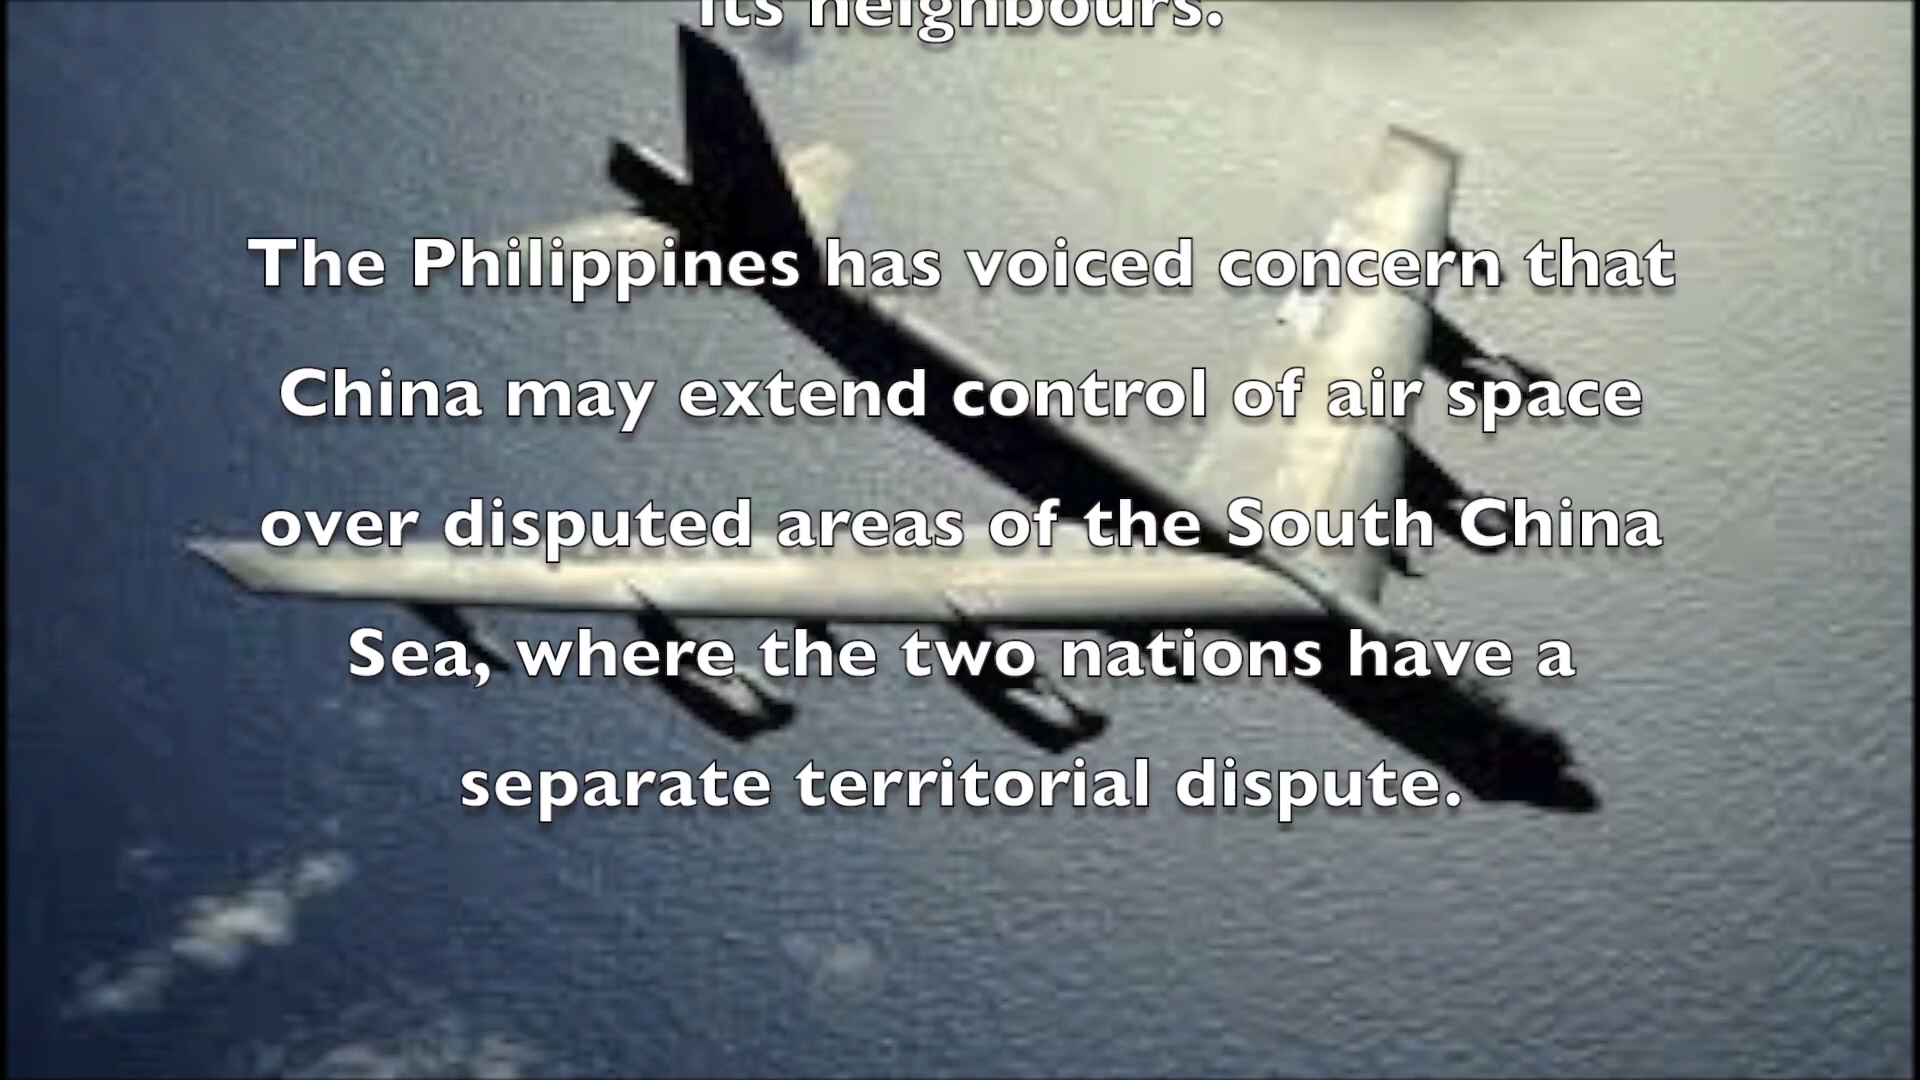 its neighbours.
The Philippines has voiced concern that
China may extend control of air space
over disputed areas of the South China
Sea, where the two nations have a
separate territorial dispute.